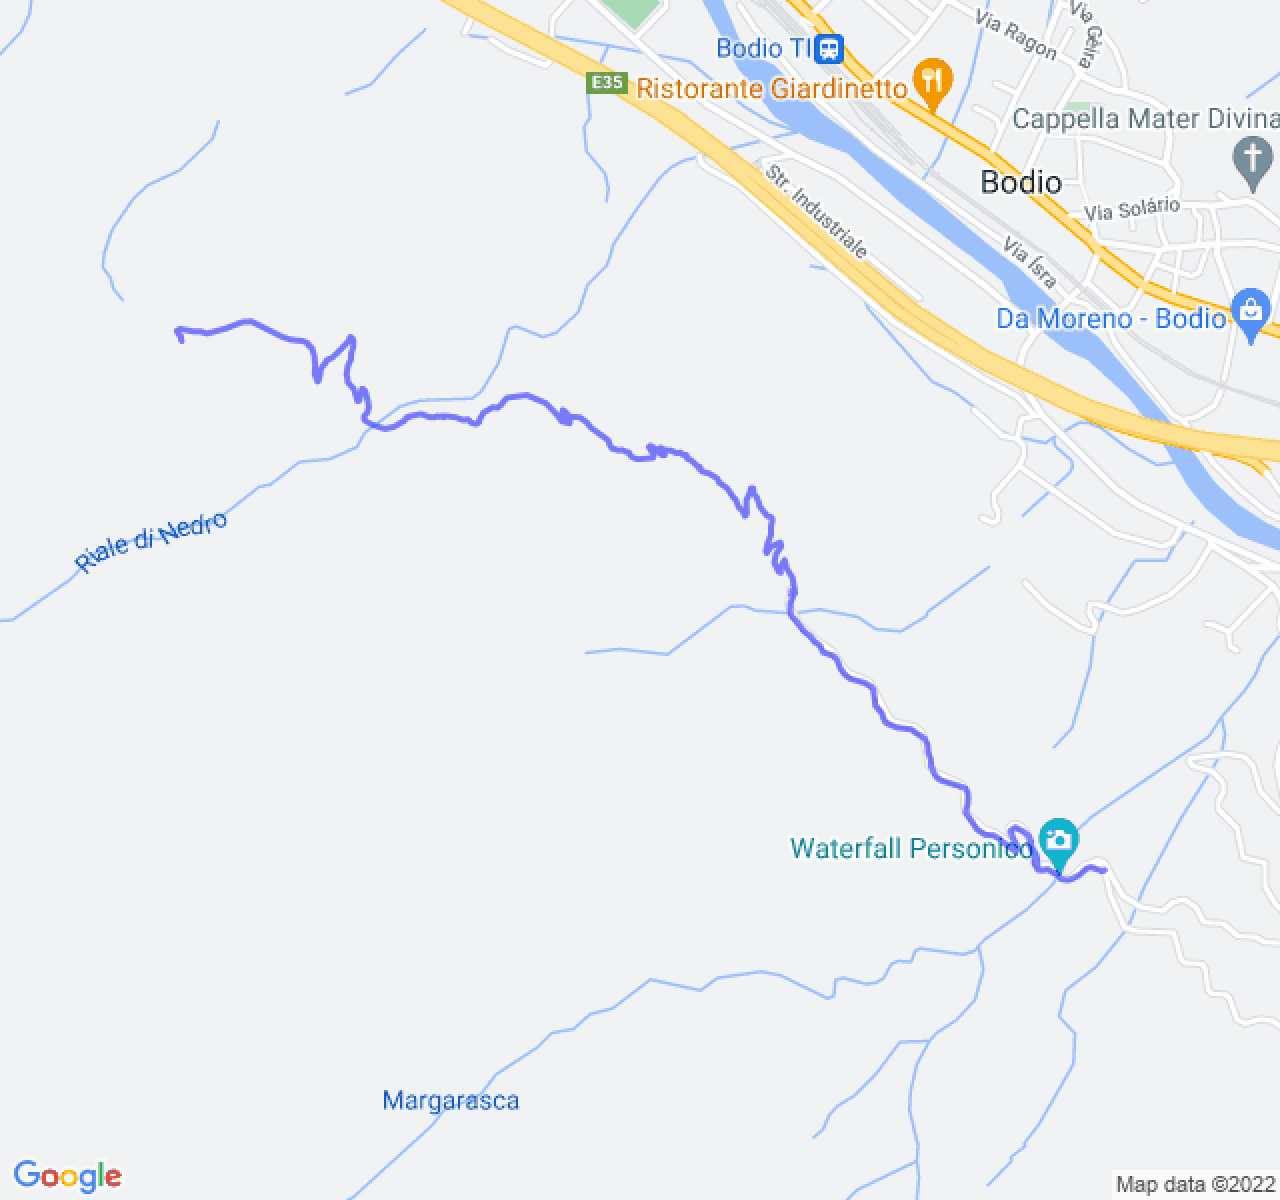 Via Ragon
Via Géira
Bodio TI
E35
Ristorante Giardinetto
Cappella Mater Divina
Bodio
Str. Industriale
Via Solário
Via Ísra
Da Moreno - Bodio
Riale di Nedro
Waterfall Personico
Margarasca
Google
Map data ©2022